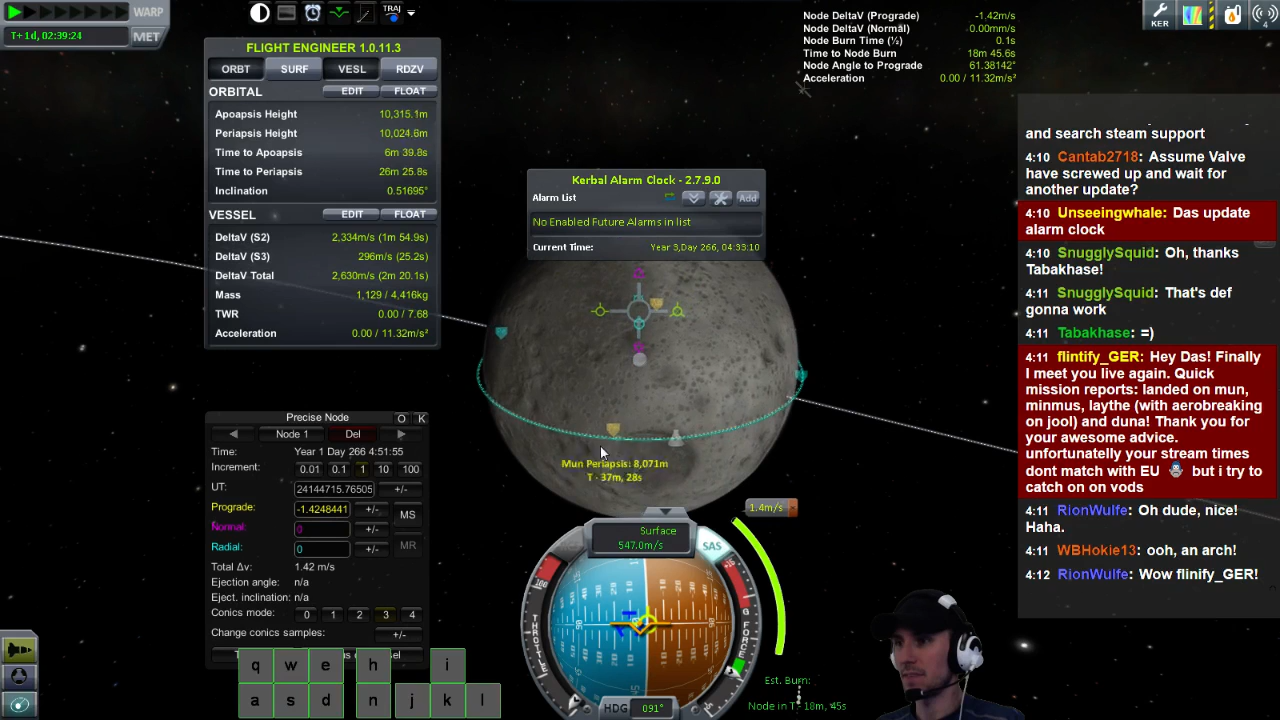 WARP
T+ 1d, 02:39:24
MET
TRAJ
FLIGHT ENGINEER 1.0.11.3
ORBT SURF VESL RDZV
ORBITAL EDIT FLOAT
Apoapsis Height 10,315.1m
Periapsis Height 10,024.6m
Time to Apoapsis 6m 39.8s
Time to Periapsis 26m 25.8s
Inclination 0.51695°
VESSEL EDIT FLOAT
DeltaV (S2) 2,334m/s (1m 54.9s)
DeltaV (S3) 296m/s (25.2s)
DeltaV Total 2,630m/s (2m 20.1s)
Mass 1,129 / 4,416kg
TWR 0.00 / 7.68
Acceleration 0.00 / 11.32m/s²
Node DeltaV (Prograde) -1.42m/s
Node DeltaV (Normal) 0.00mm/s
Node Burn Time (½) 0.1s
Time to Node Burn 18m 45.6s
Node Angle to Prograde 61.38142°
Acceleration 0.00 / 11.32m/s²
KER
4
Kerbal Alarm Clock - 2.7.9.0
Alarm List Add
No Enabled Future Alarms in list
Current Time: Year 3,Day 266, 04:33:10
Precise Node O K
Node 1 Del
Time: Year 1 Day 266 4:51:55
Increment: 0.01 0.1 1 10 100
UT: 24144715.76505 +/-
Prograde: -1.4248441 +/- MS
Normal: 0 +/-
Radial: 0 +/- MR
Total Δv: 1.42 m/s
Ejection angle: n/a
Eject. inclination: n/a
Conics mode: 0 1 2 3 4
Change conics samples: +/-
q w e h i
a s d n j k l
Mun Periapsis: 8,071m
T - 37m, 28s
1.4m/s
Surface
547.0m/s
SAS
THROTTLE
G FORCE
HDG 091°
Est. Burn:
Node in T - 18m, 45s
and search steam support
4:10 Cantab2718: Assume Valve
have screwed up and wait for
another update?
4:10 Unseeingwhale: Das update
alarm clock
4:10 SnugglySquid: Oh, thanks
Tabakhase!
4:11 SnugglySquid: That's def
gonna work
4:11 Tabakhase: =)
4:11 flintify_GER: Hey Das! Finally
I meet you live again. Quick
mission reports: landed on mun,
minmus, laythe (with aerobreaking
on jool) and duna! Thank you for
your awesome advice.
unfortunatelly your stream times
dont match with EU but i try to
catch on on vods
4:11 RionWulfe: Oh dude, nice!
Haha.
4:11 WBHokie13: ooh, an arch!
4:12 RionWulfe: Wow flinify_GER!